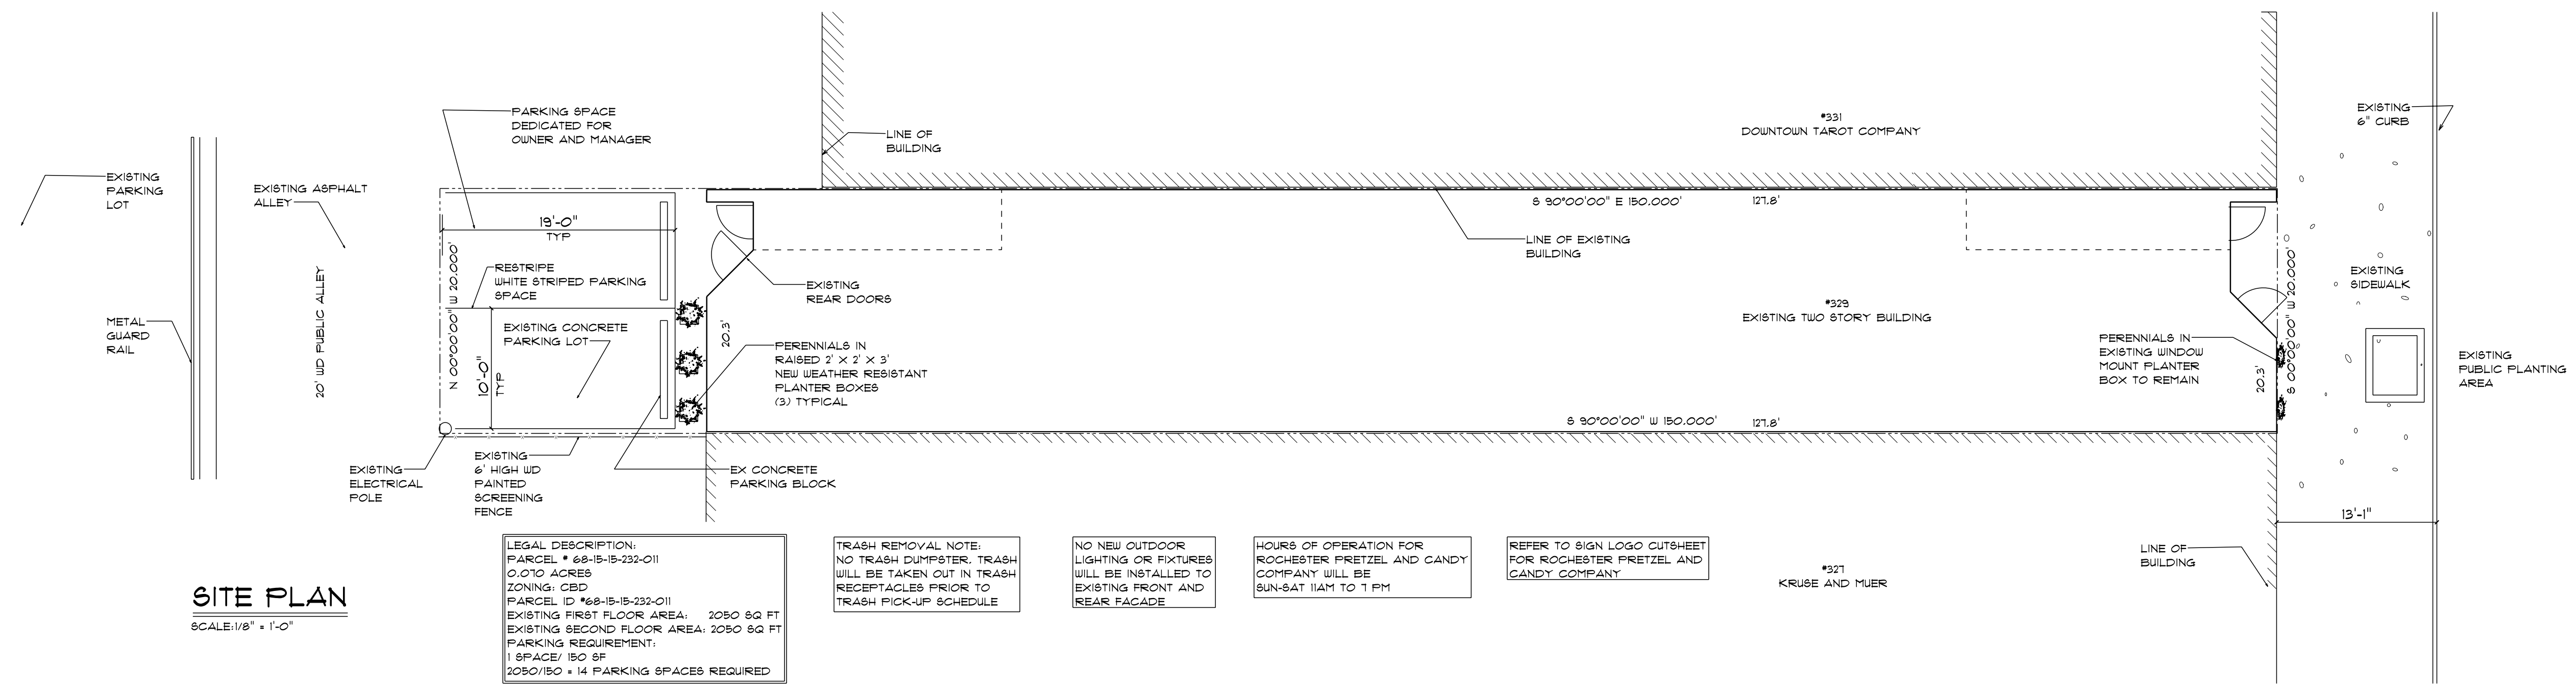 PARKING SPACE
DEDICATED FOR
OWNER AND MANAGER
LINE OF
BUILDING
#331
DOWNTOWN TAROT COMPANY
EXISTING
6" CURB
EXISTING
PARKING
LOT
EXISTING ASPHALT
ALLEY
19'-0"
TYP
S 90°00'00" E 150.000'
127.8'
LINE OF EXISTING
BUILDING
RESTRIPE
WHITE STRIPED PARKING
SPACE
EXISTING
REAR DOORS
EXISTING
SIDEWALK
N 00°00'00" W 20.000'
20' WD PUBLIC ALLEY
METAL
GUARD
RAIL
EXISTING CONCRETE
PARKING LOT
10'-0"
TYP
20.3'
#329
EXISTING TWO STORY BUILDING
PERENNIALS IN
RAISED 2' X 2' X 3'
NEW WEATHER RESISTANT
PLANTER BOXES
(3) TYPICAL
PERENNIALS IN
EXISTING WINDOW
MOUNT PLANTER
BOX TO REMAIN
20.3'
S 00°00'00" W 20.000'
EXISTING
PUBLIC PLANTING
AREA
S 90°00'00" W 150.000'
127.8'
EXISTING
ELECTRICAL
POLE
EXISTING
6' HIGH WD
PAINTED
SCREENING
FENCE
EX CONCRETE
PARKING BLOCK
13'-1"
SITE PLAN
SCALE:1/8" = 1'-0"
LEGAL DESCRIPTION:
PARCEL # 68-15-15-232-011
0.070 ACRES
ZONING: CBD
PARCEL ID #68-15-15-232-011
EXISTING FIRST FLOOR AREA: 2050 SQ FT
EXISTING SECOND FLOOR AREA: 2050 SQ FT
PARKING REQUIREMENT:
1 SPACE/ 150 SF
2050/150 = 14 PARKING SPACES REQUIRED
TRASH REMOVAL NOTE:
NO TRASH DUMPSTER, TRASH
WILL BE TAKEN OUT IN TRASH
RECEPTACLES PRIOR TO
TRASH PICK-UP SCHEDULE
NO NEW OUTDOOR
LIGHTING OR FIXTURES
WILL BE INSTALLED TO
EXISTING FRONT AND
REAR FACADE
HOURS OF OPERATION FOR
ROCHESTER PRETZEL AND CANDY
COMPANY WILL BE
SUN-SAT 11AM TO 7 PM
REFER TO SIGN LOGO CUTSHEET
FOR ROCHESTER PRETZEL AND
CANDY COMPANY
#327
KRUSE AND MUER
LINE OF
BUILDING